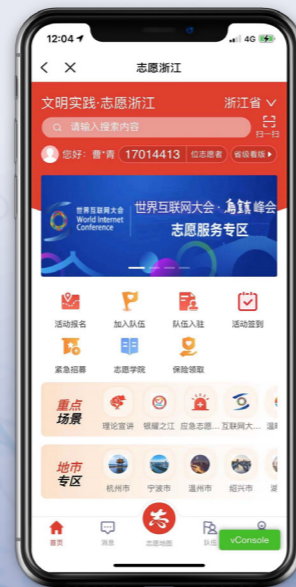 12:04
4G
志愿浙江
文明实践·志愿浙江
浙江省
请输入搜索内容
扫一扫
您好: 曹*青 17014413 位志愿者 省级看板
世界互联网大会
World Internet
Conference
世界互联网大会·乌镇峰会
志愿服务专区
活动报名 加入队伍 队伍入驻 活动签到
紧急招募 志愿学院 保险领取
重点
场景
理论宣讲 银耀之江 应急志愿... 互联网大...
地市
专区
杭州市 宁波市 温州市 绍兴市
首页 消息 志愿地图 队伍
vConsole